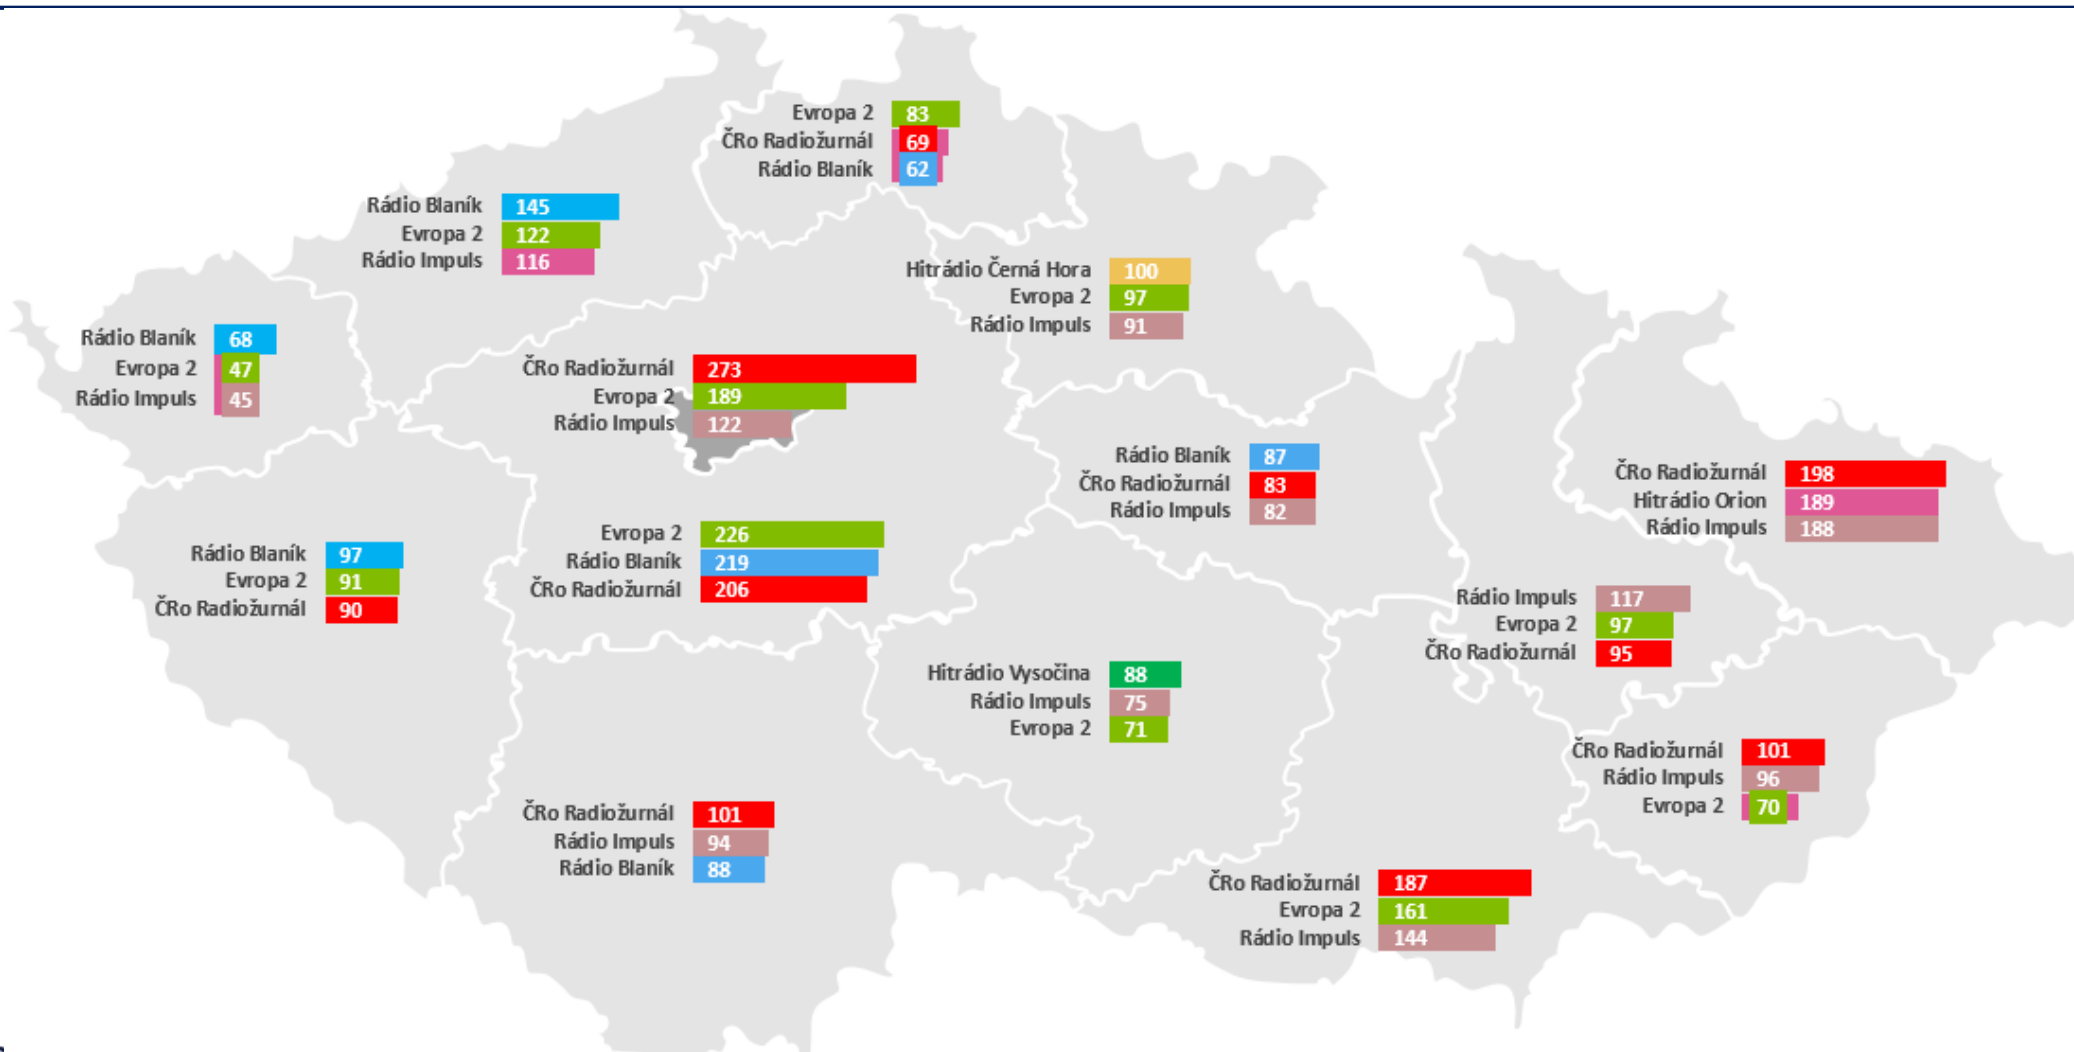 Evropa 2 83
ČRo Radiožurnál 69
Rádio Blaník 62
Rádio Blaník 145
Evropa 2 122
Rádio Impuls 116
Hitrádio Černá Hora 100
Evropa 2 97
Rádio Impuls 91
Rádio Blaník 68
Evropa 2 47
Rádio Impuls 45
ČRo Radiožurnál 273
Evropa 2 189
Rádio Impuls 122
Rádio Blaník 87
ČRo Radiožurnál 83
Rádio Impuls 82
ČRo Radiožurnál 198
Hitrádio Orion 189
Rádio Impuls 188
Rádio Blaník 97
Evropa 2 91
ČRo Radiožurnál 90
Evropa 2 226
Rádio Blaník 219
ČRo Radiožurnál 206
Rádio Impuls 117
Evropa 2 97
ČRo Radiožurnál 95
Hitrádio Vysočina 88
Rádio Impuls 75
Evropa 2 71
ČRo Radiožurnál 101
Rádio Impuls 96
Evropa 2 70
ČRo Radiožurnál 101
Rádio Impuls 94
Rádio Blaník 88
ČRo Radiožurnál 187
Evropa 2 161
Rádio Impuls 144